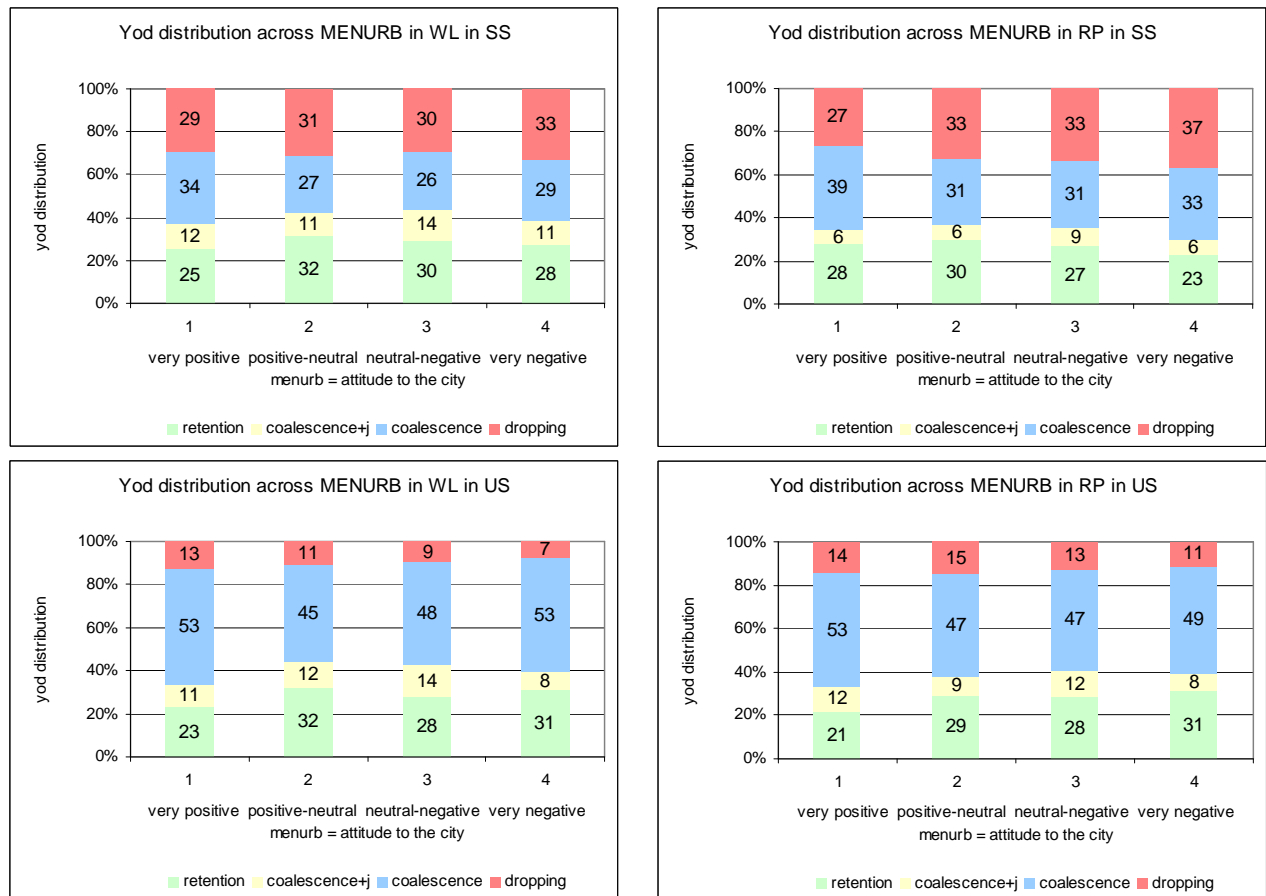 Yod distribution across MENURB in WL in SS
100%
80%
60%
40%
20%
0%
yod distribution
29 31 30 33
34 27 26 29
12 11 14 11
25 32 30 28
1 2 3 4
very positive positive-neutral neutral-negative very negative
menurb = attitude to the city
retention coalescence+j coalescence dropping
Yod distribution across MENURB in RP in SS
100%
80%
60%
40%
20%
0%
yod distribution
27 33 33 37
39 31 31 33
6 6 9 6
28 30 27 23
1 2 3 4
very positive positive-neutral neutral-negative very negative
menurb = attitude to the city
retention coalescence+j coalescence dropping
Yod distribution across MENURB in WL in US
100%
80%
60%
40%
20%
0%
yod distribution
13 11 9 7
53 45 48 53
11 12 14 8
23 32 28 31
1 2 3 4
very positive positive-neutral neutral-negative very negative
menurb = attitude to the city
retention coalescence+j coalescence dropping
Yod distribution across MENURB in RP in US
100%
80%
60%
40%
20%
0%
yod distribution
14 15 13 11
53 47 47 49
12 9 12 8
21 29 28 31
1 2 3 4
very positive positive-neutral neutral-negative very negative
menurb = attitude to the city
retention coalescence+j coalescence dropping